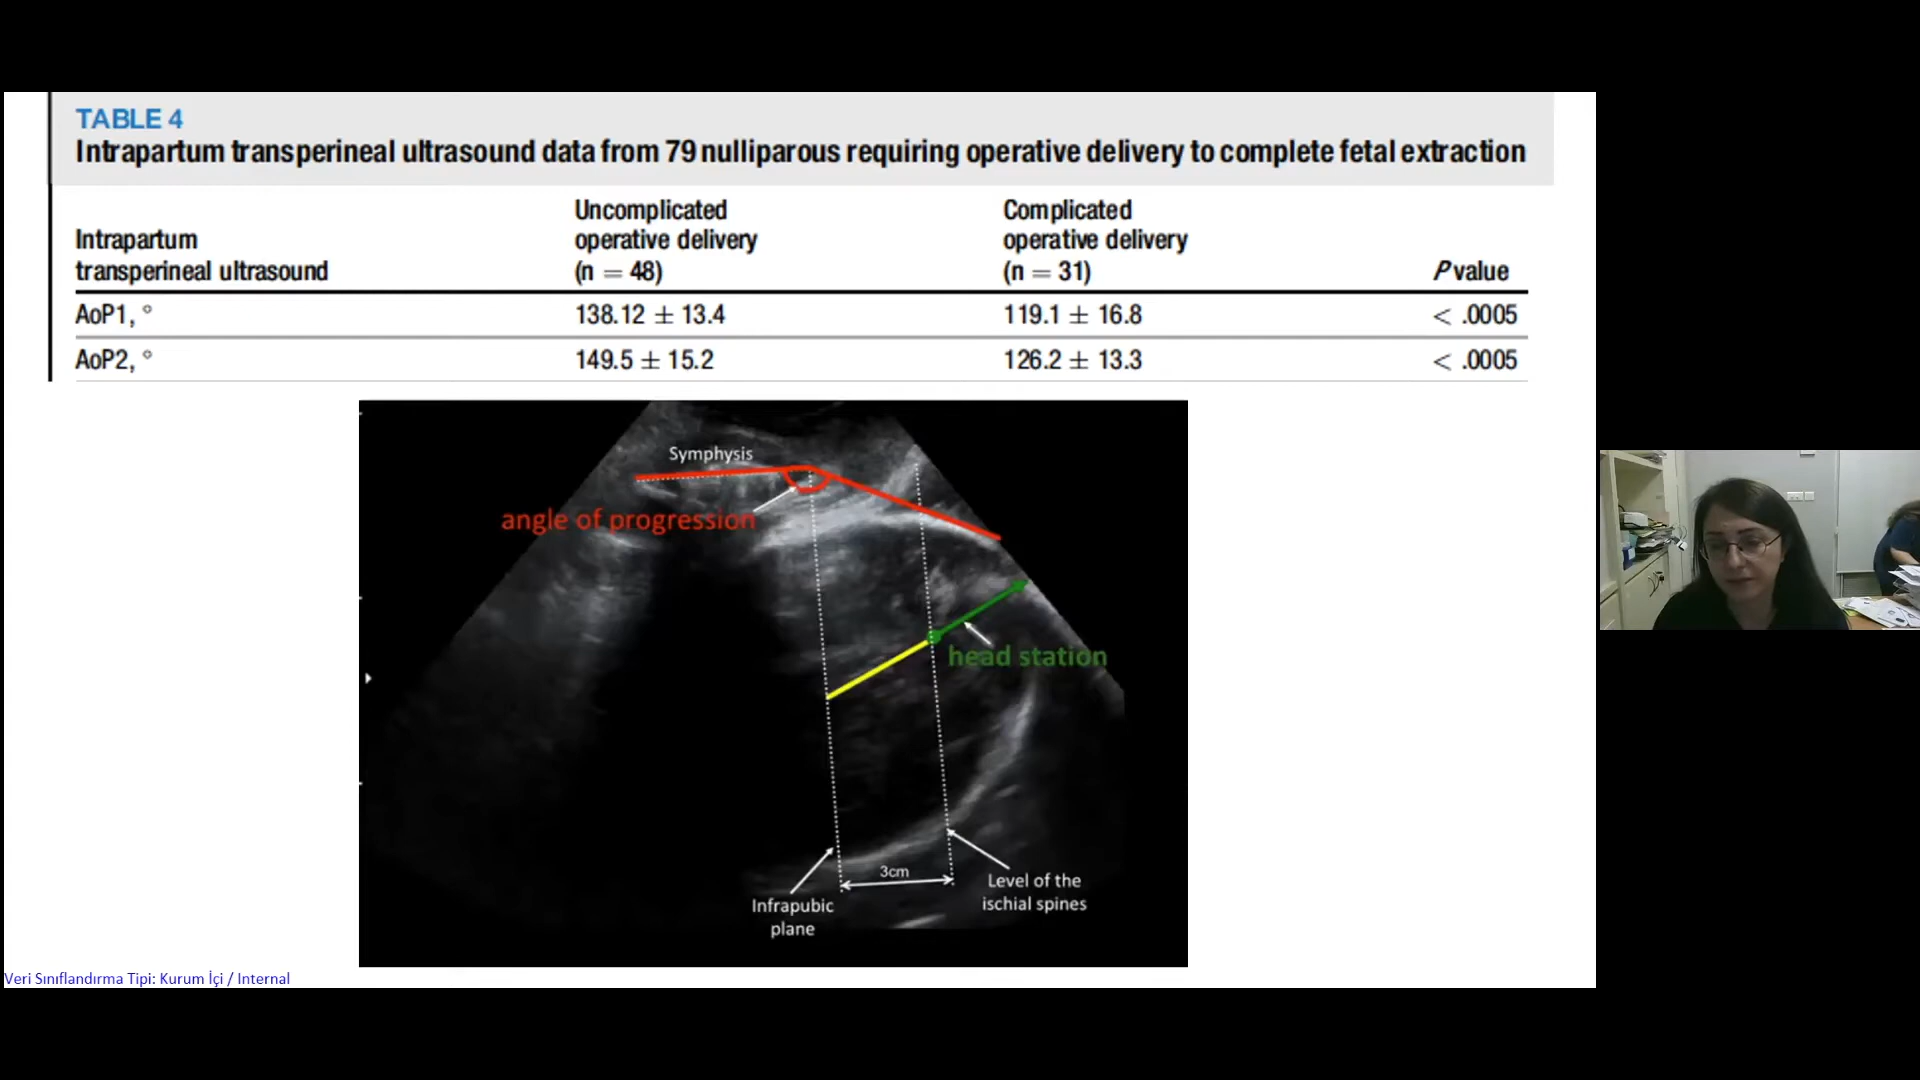 TABLE 4
Intrapartum transperineal ultrasound data from 79 nulliparous requiring operative delivery to complete fetal extraction
Intrapartum
transperineal ultrasound
Uncomplicated
operative delivery
(n = 48)
Complicated
operative delivery
(n = 31)
P value
AoP1, ° 138.12 ± 13.4 119.1 ± 16.8 < .0005
AoP2, ° 149.5 ± 15.2 126.2 ± 13.3 < .0005
Symphysis
angle of progression
head station
3cm
Infrapubic
plane
Level of the
ischial spines
Veri Sınıflandırma Tipi: Kurum İçi / Internal